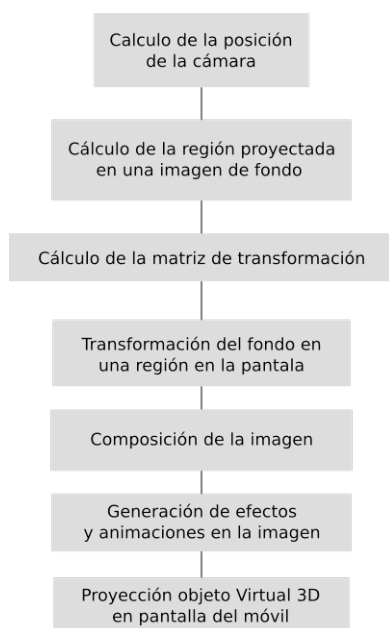 Calculo de la posición
de la cámara
Cálculo de la región proyectada
en una imagen de fondo
Cálculo de la matriz de transformación
Transformación del fondo en
una región en la pantala
Composición de la imagen
Generación de efectos
y animaciones en la imagen
Proyección objeto Virtual 3D
en pantalla del móvil